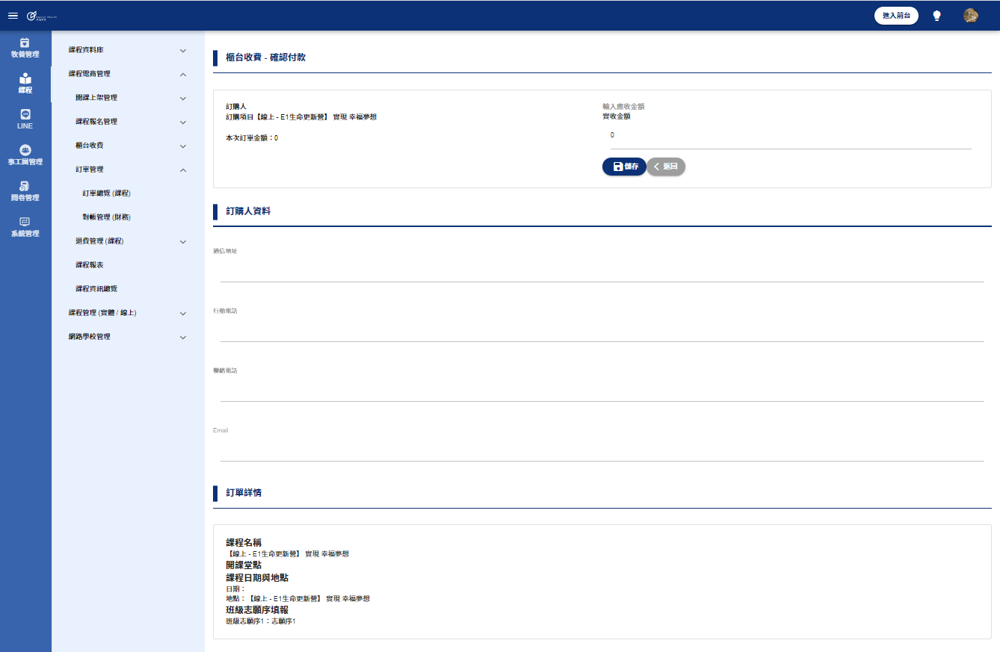 進入前台
牧養管理
課程
LINE
事工團管理
問卷管理
系統管理
課程資料庫
課程電商管理
開課上架管理
課程報名管理
櫃台收費
訂單管理
訂單總覽 (課程)
對帳管理 (財務)
退費管理 (課程)
課程報表
課程資訊總覽
課程管理 (實體 / 線上)
網路學校管理
櫃台收費 - 確認付款
訂購人
訂購項目【線上 - E1生命更新營】 實現 幸福夢想
本次訂單金額：0
輸入應收金額
實收金額
0
儲存
返回
訂購人資料
通信地址
行動電話
聯絡電話
Email
訂單詳情
課程名稱
【線上 - E1生命更新營】 實現 幸福夢想
開課堂點
課程日期與地點
日期：
地點：【線上 - E1生命更新營】 實現 幸福夢想
班級志願序填報
班級志願序1：志願序1